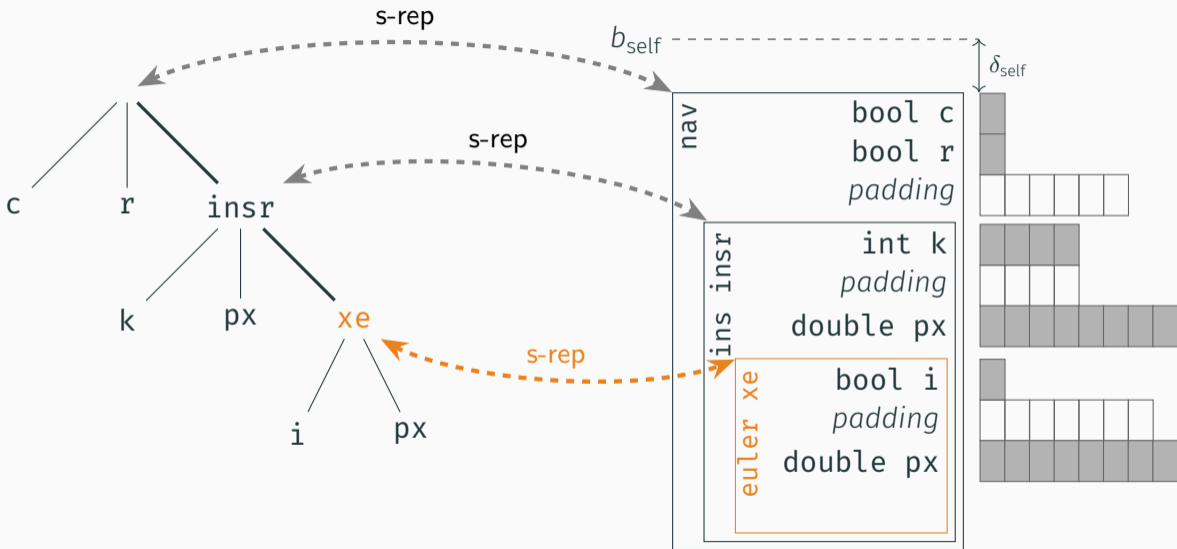 s-rep
b_self
δ_self
nav
bool c
bool r
padding
s-rep
c
r
insr
ins insr
int k
padding
double px
k
px
xe
s-rep
euler xe
bool i
padding
double px
i
px